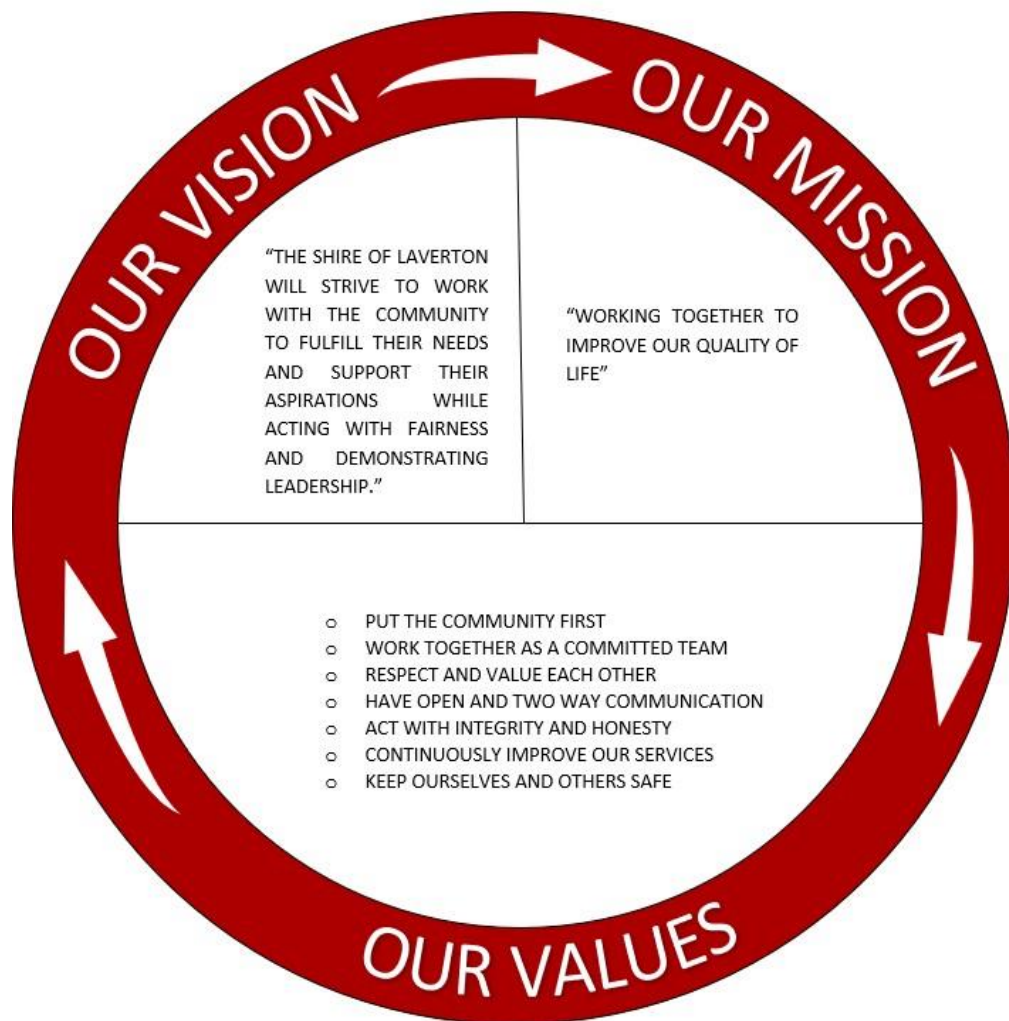 OUR VISION
“THE SHIRE OF LAVERTON
WILL STRIVE TO WORK
WITH THE COMMUNITY
TO FULFILL THEIR NEEDS
AND SUPPORT THEIR
ASPIRATIONS WHILE
ACTING WITH FAIRNESS
AND DEMONSTRATING
LEADERSHIP.”
OUR MISSION
“WORKING TOGETHER TO
IMPROVE OUR QUALITY OF
LIFE”
o PUT THE COMMUNITY FIRST
o WORK TOGETHER AS A COMMITTED TEAM
o RESPECT AND VALUE EACH OTHER
o HAVE OPEN AND TWO WAY COMMUNICATION
o ACT WITH INTEGRITY AND HONESTY
o CONTINUOUSLY IMPROVE OUR SERVICES
o KEEP OURSELVES AND OTHERS SAFE
OUR VALUES